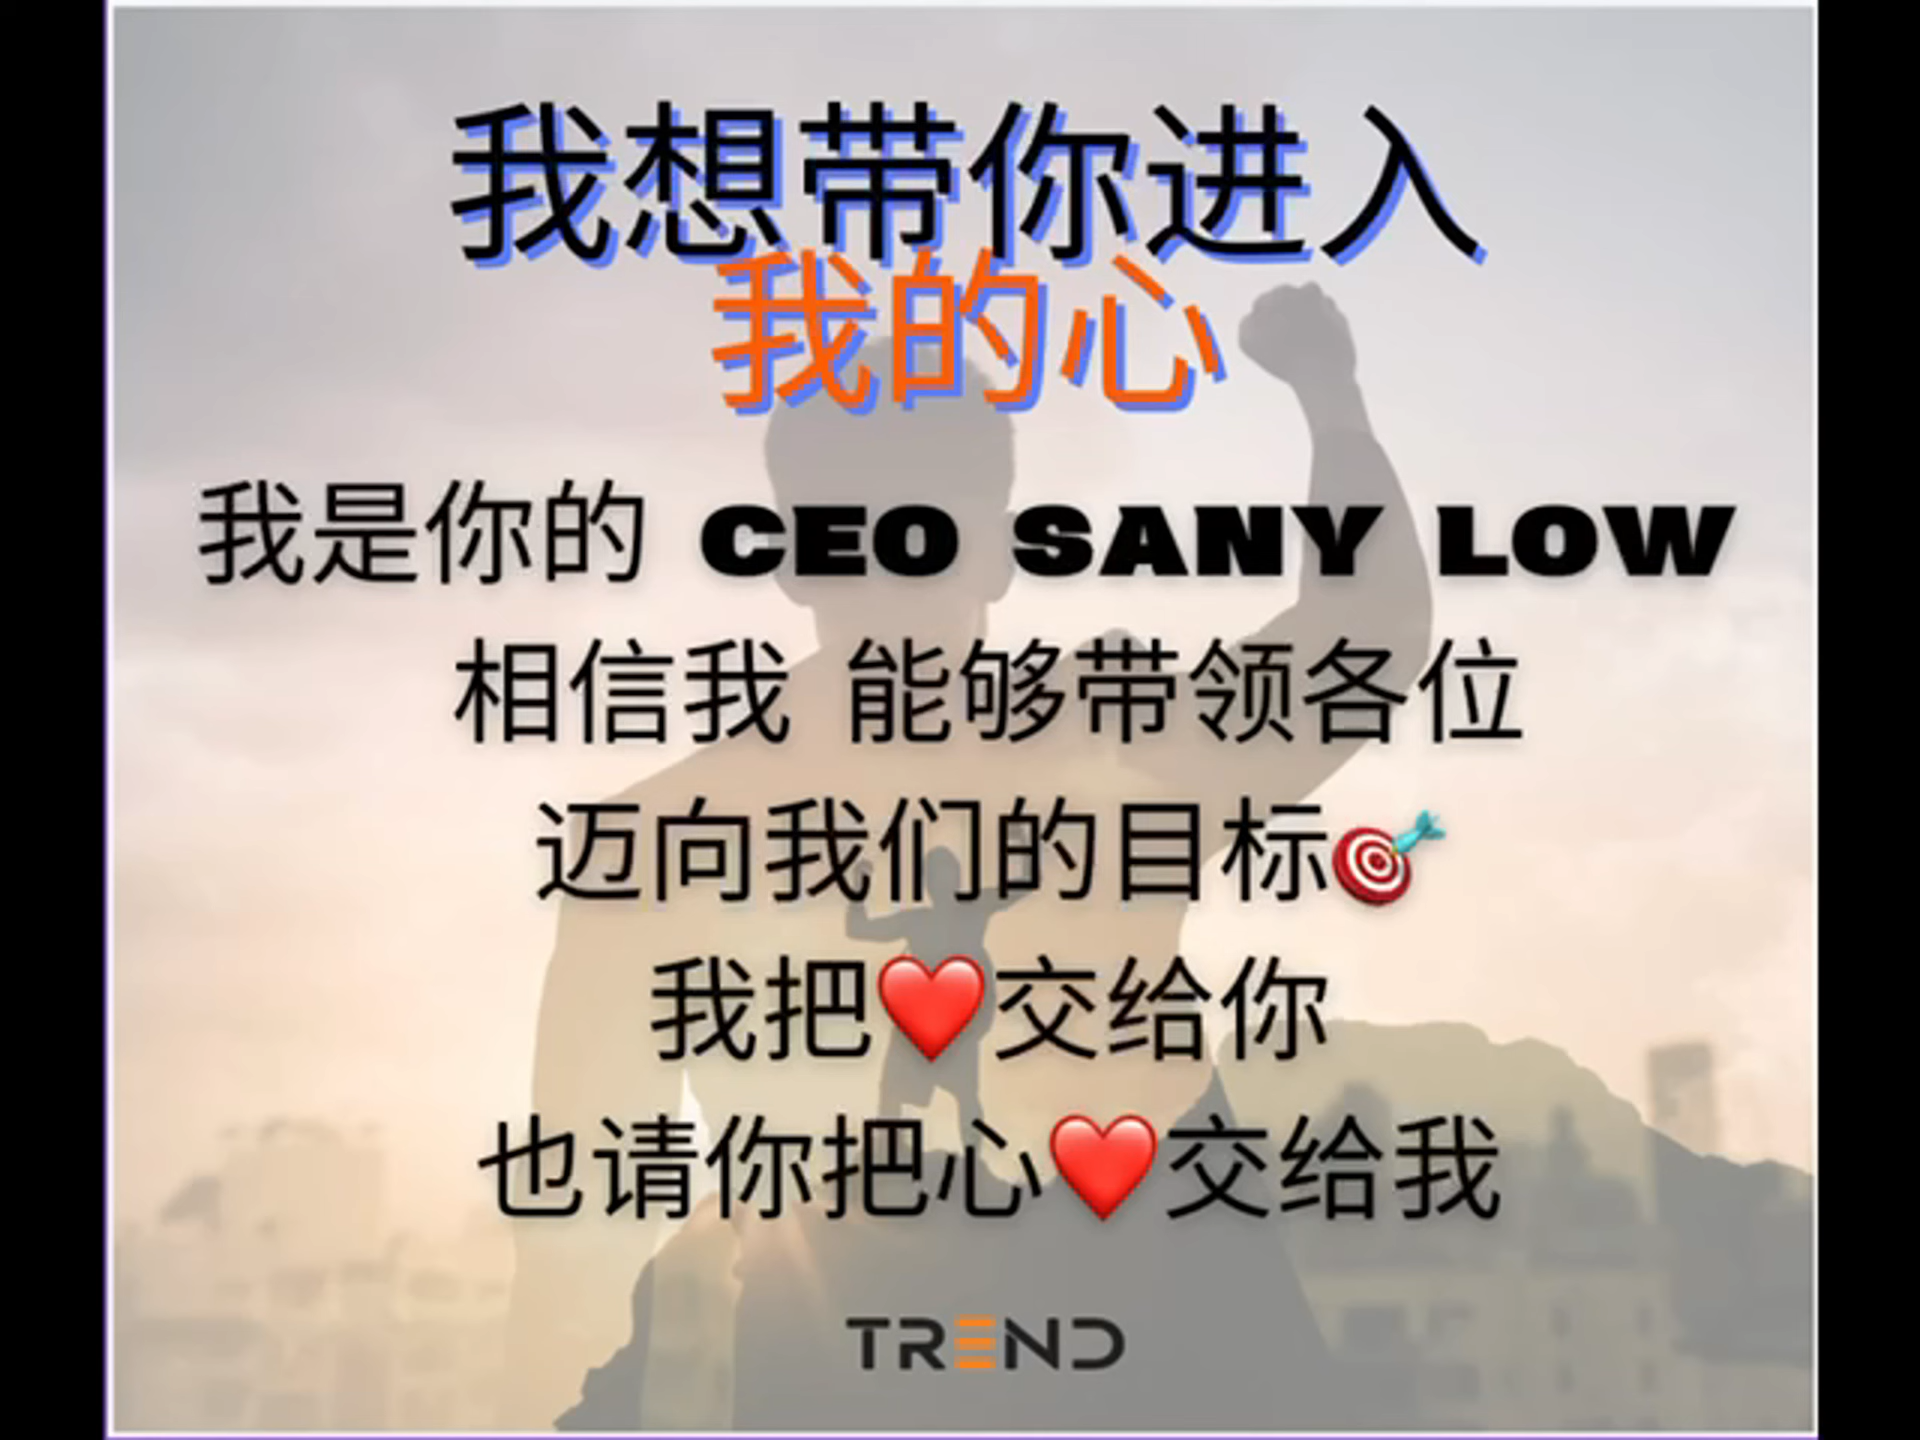 我想带你进入
我的心
我是你的 CEO SANY LOW
相信我 能够带领各位
迈向我们的目标🎯
我把❤️交给你
也请你把心❤️交给我
TREND